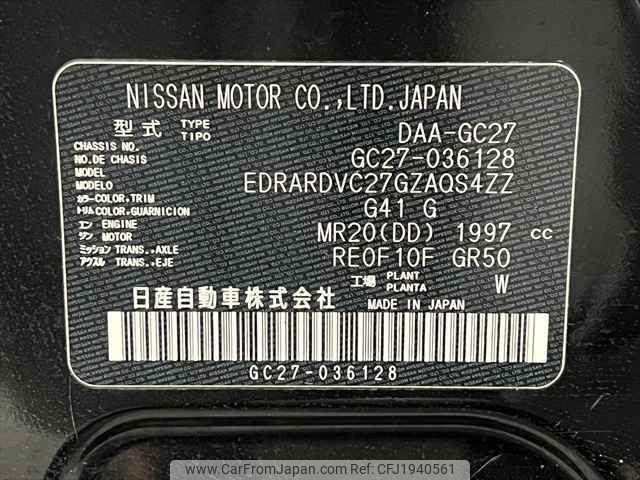 NISSAN MOTOR CO.,LTD.JAPAN
型式 TYPE TIPO DAA-GC27
CHASSIS NO. NO.DE CHASIS GC27-036128
MODEL MODELO EDRARDVC27GZAQS4ZZ
カラー COLOR,TRIM トリム COLOR,GUARNICION G41 G
エン ENGINE ジン MOTOR MR20(DD) 1997 cc
ミッション TRANS.,AXLE アクスル TRANS.,EJE RE0F10F GR50
工場 PLANT PLANTA W
日産自動車株式会社 MADE IN JAPAN
GC27-036128
www.CarFromJapan.com Photo ref: CFJ1940561